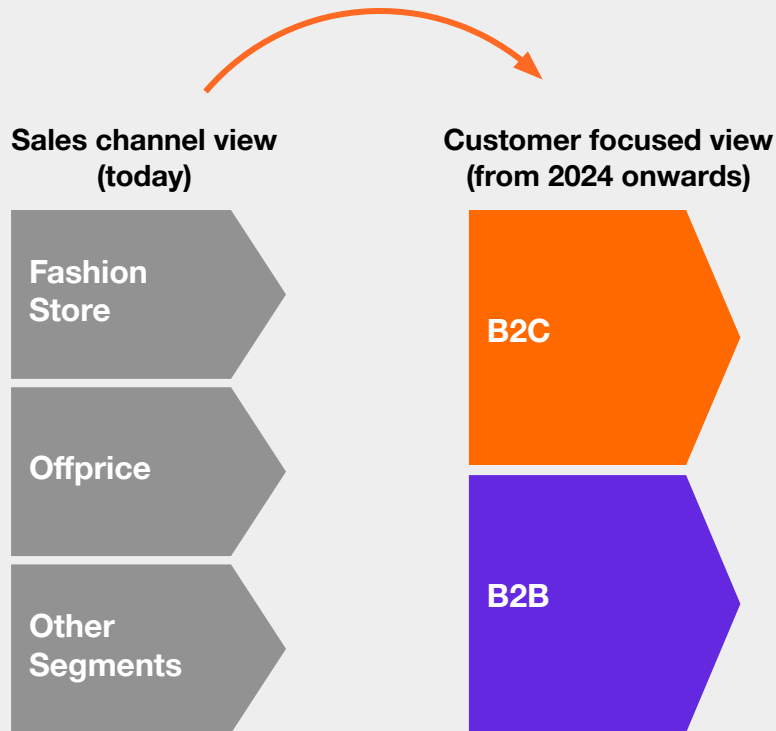 Sales channel view
(today)
Fashion
Store
Offprice
Other
Segments
Customer focused view
(from 2024 onwards)
B2C
B2B